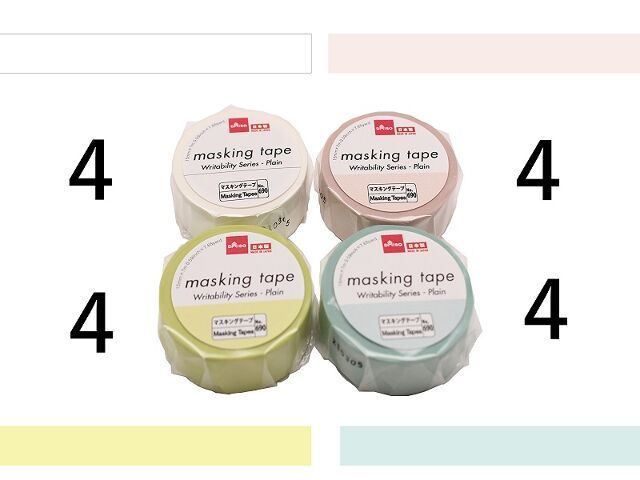 4
4
4
4
DAISO 日本製
masking tape
Writability Series - Plain
マスキングテープ
Masking Tapes
No.
690
DAISO 日本製
masking tape
Writability Series - Plain
マスキングテープ
Masking Tapes
No.
690
DAISO 日本製
masking tape
Writability Series - Plain
マスキングテープ
Masking Tapes
No.
690
DAISO 日本製
masking tape
Writability Series - Plain
マスキングテープ
Masking Tapes
No.
690